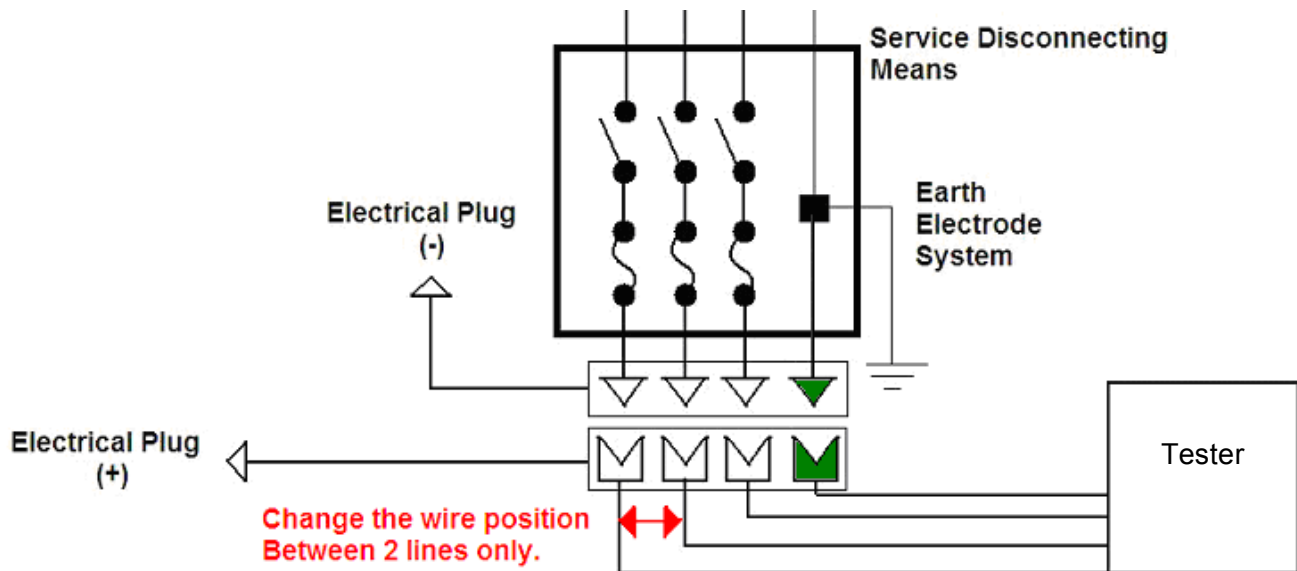 Service Disconnecting
Means
Electrical Plug
(-)
Earth
Electrode
System
Electrical Plug
(+)
Tester
Change the wire position
Between 2 lines only.